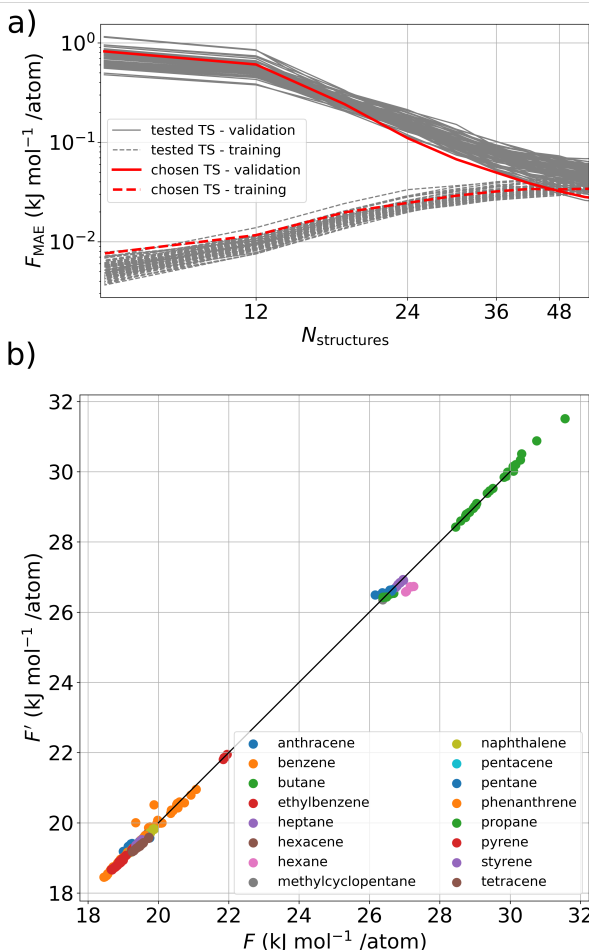 a)
10⁰
10⁻¹
10⁻²
F_MAE (kJ mol⁻¹ /atom)
tested TS - validation
tested TS - training
chosen TS - validation
chosen TS - training
12
24
36
48
N_structures
b)
32
30
28
26
24
22
20
18
F′ (kJ mol⁻¹ /atom)
anthracene
benzene
butane
ethylbenzene
heptane
hexacene
hexane
methylcyclopentane
naphthalene
pentacene
pentane
phenanthrene
propane
pyrene
styrene
tetracene
18
20
22
24
26
28
30
32
F (kJ mol⁻¹ /atom)